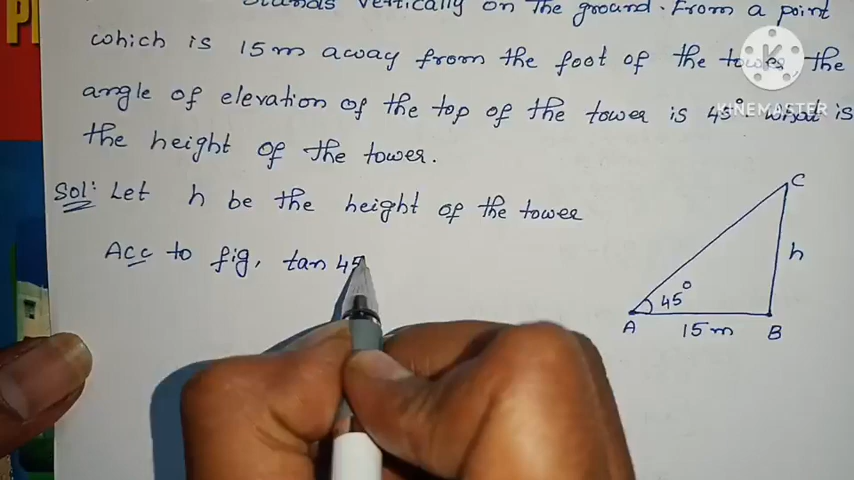 Stands vertically on the ground. From a point
which is 15m away from the foot of the tower the
angle of elevation of the top of the tower is 45° what is
the height of the tower.
Sol: Let h be the height of the tower
Acc to fig, tan 45
C
h
45°
A 15m B
KINEMASTER